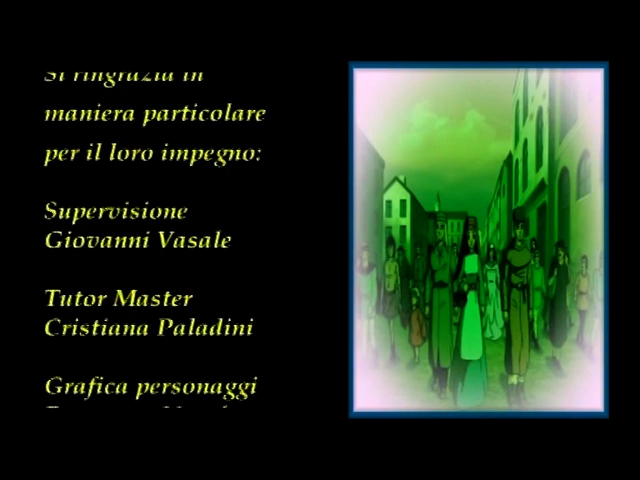 Si ringrazia in
maniera particolare
per il loro impegno:
Supervisione
Giovanni Vasale
Tutor Master
Cristiana Paladini
Grafica personaggi